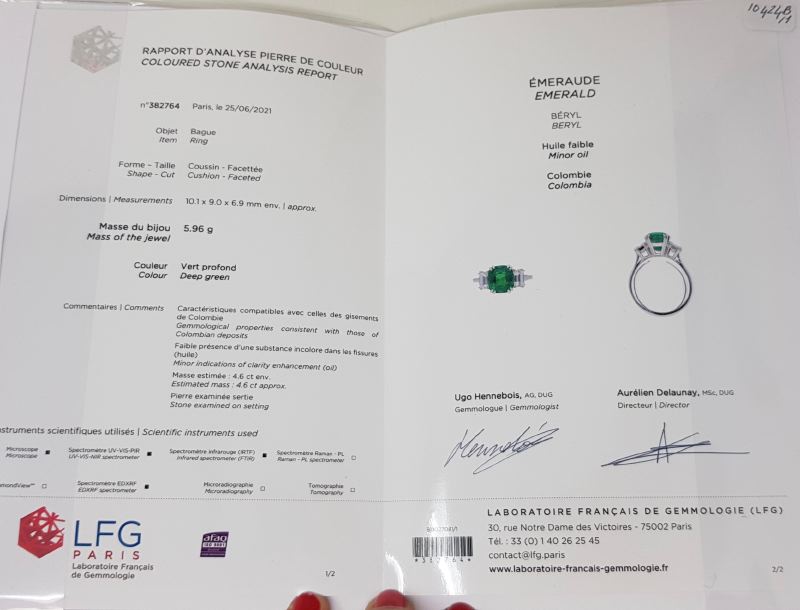 10424B
/1
RAPPORT D'ANALYSE PIERRE DE COULEUR
COLOURED STONE ANALYSIS REPORT
n°382764 Paris, le 25/06/2021
Objet Bague
Item Ring
Forme - Taille Coussin - Facettée
Shape - Cut Cushion - Faceted
Dimensions | Measurements 10.1 x 9.0 x 6.9 mm env. | approx.
Masse du bijou 5.96 g
Mass of the jewel
Couleur Vert profond
Colour Deep green
Commentaires | Comments Caractéristiques compatibles avec celles des gisements
de Colombie
Gemmological properties consistent with those of
Colombian deposits
Faible présence d'une substance incolore dans les fissures
(huile)
Minor indications of clarity enhancement (oil)
Masse estimée : 4.6 ct env.
Estimated mass : 4.6 ct approx.
Pierre examinée sertie
Stone examined on setting
nstruments scientifiques utilisés | Scientific instruments used
Microscope Spectromètre UV-VIS-PIR Spectromètre infrarouge (IRTF) Spectromètre Raman - PL
Microscope UV-VIS-NIR spectrometer Infrared spectrometer (FTIR) Raman - PL spectrometer
mondView™ Spectromètre EDXRF Microradiographie Tomographie
EDXRF spectrometer Microradiography Tomography
LFG
PARIS
Laboratoire Français
de Gemmologie
afaq
ISO 9001
1/2
ÉMERAUDE
EMERALD
BÉRYL
BERYL
Huile faible
Minor oil
Colombie
Colombia
Ugo Hennebois, AG, DUG
Gemmologue | Gemmologist
Aurélien Delaunay, MSc, DUG
Directeur | Director
*382764*
LABORATOIRE FRANÇAIS DE GEMMOLOGIE (LFG)
30, rue Notre Dame des Victoires - 75002 Paris
Tél. : 33 (0) 1 40 26 25 45
contact@lfg.paris
www.laboratoire-francais-gemmologie.fr
2/2